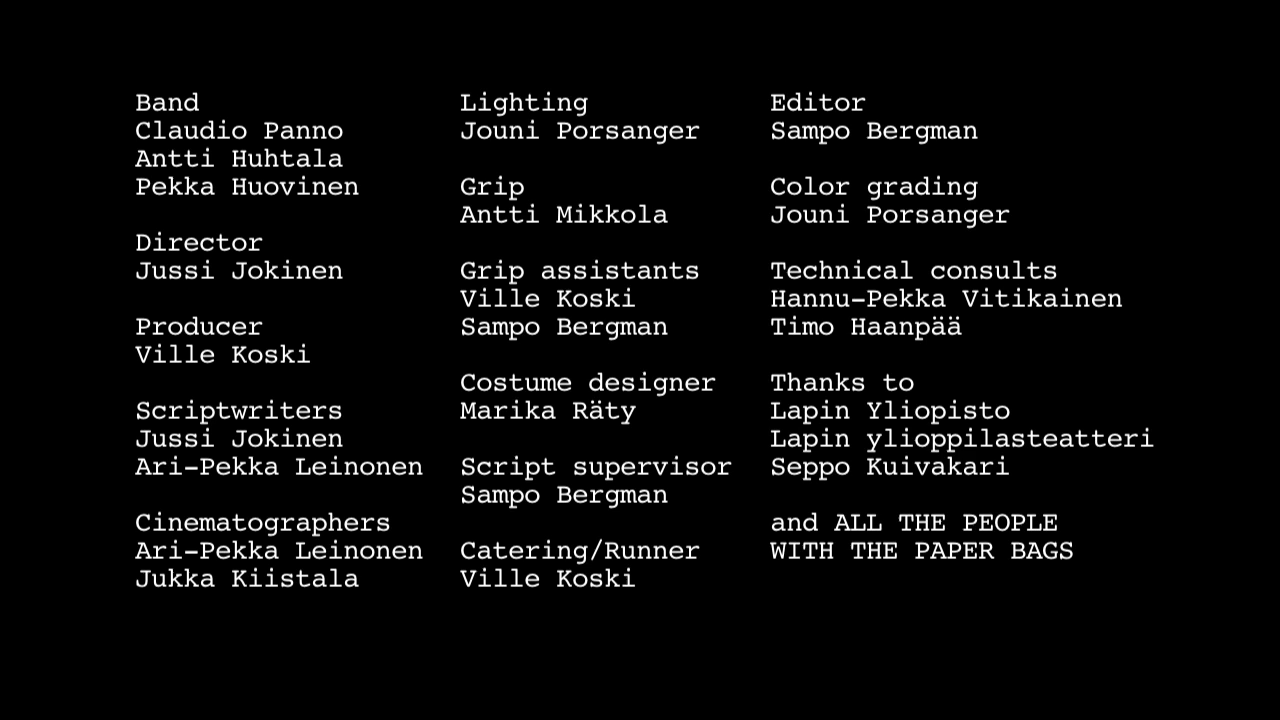 Band
Claudio Panno
Antti Huhtala
Pekka Huovinen
Director
Jussi Jokinen
Producer
Ville Koski
Scriptwriters
Jussi Jokinen
Ari-Pekka Leinonen
Cinematographers
Ari-Pekka Leinonen
Jukka Kiistala
Lighting
Jouni Porsanger
Grip
Antti Mikkola
Grip assistants
Ville Koski
Sampo Bergman
Costume designer
Marika Räty
Script supervisor
Sampo Bergman
Catering/Runner
Ville Koski
Editor
Sampo Bergman
Color grading
Jouni Porsanger
Technical consults
Hannu-Pekka Vitikainen
Timo Haanpää
Thanks to
Lapin Yliopisto
Lapin ylioppilasteatteri
Seppo Kuivakari
and ALL THE PEOPLE
WITH THE PAPER BAGS